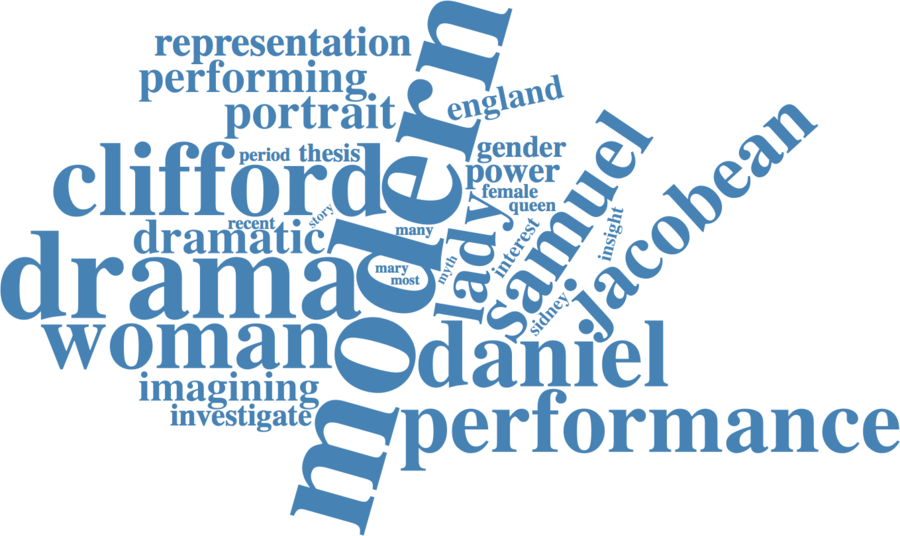 representation
performing
portrait
england
modern
clifford
period
thesis
gender
power
female
queen
samuel
jacobean
recent
story
many
dramatic
lady
interest
insight
drama
mary
most
myth
sidney
woman
daniel
imagining
investigate
performance